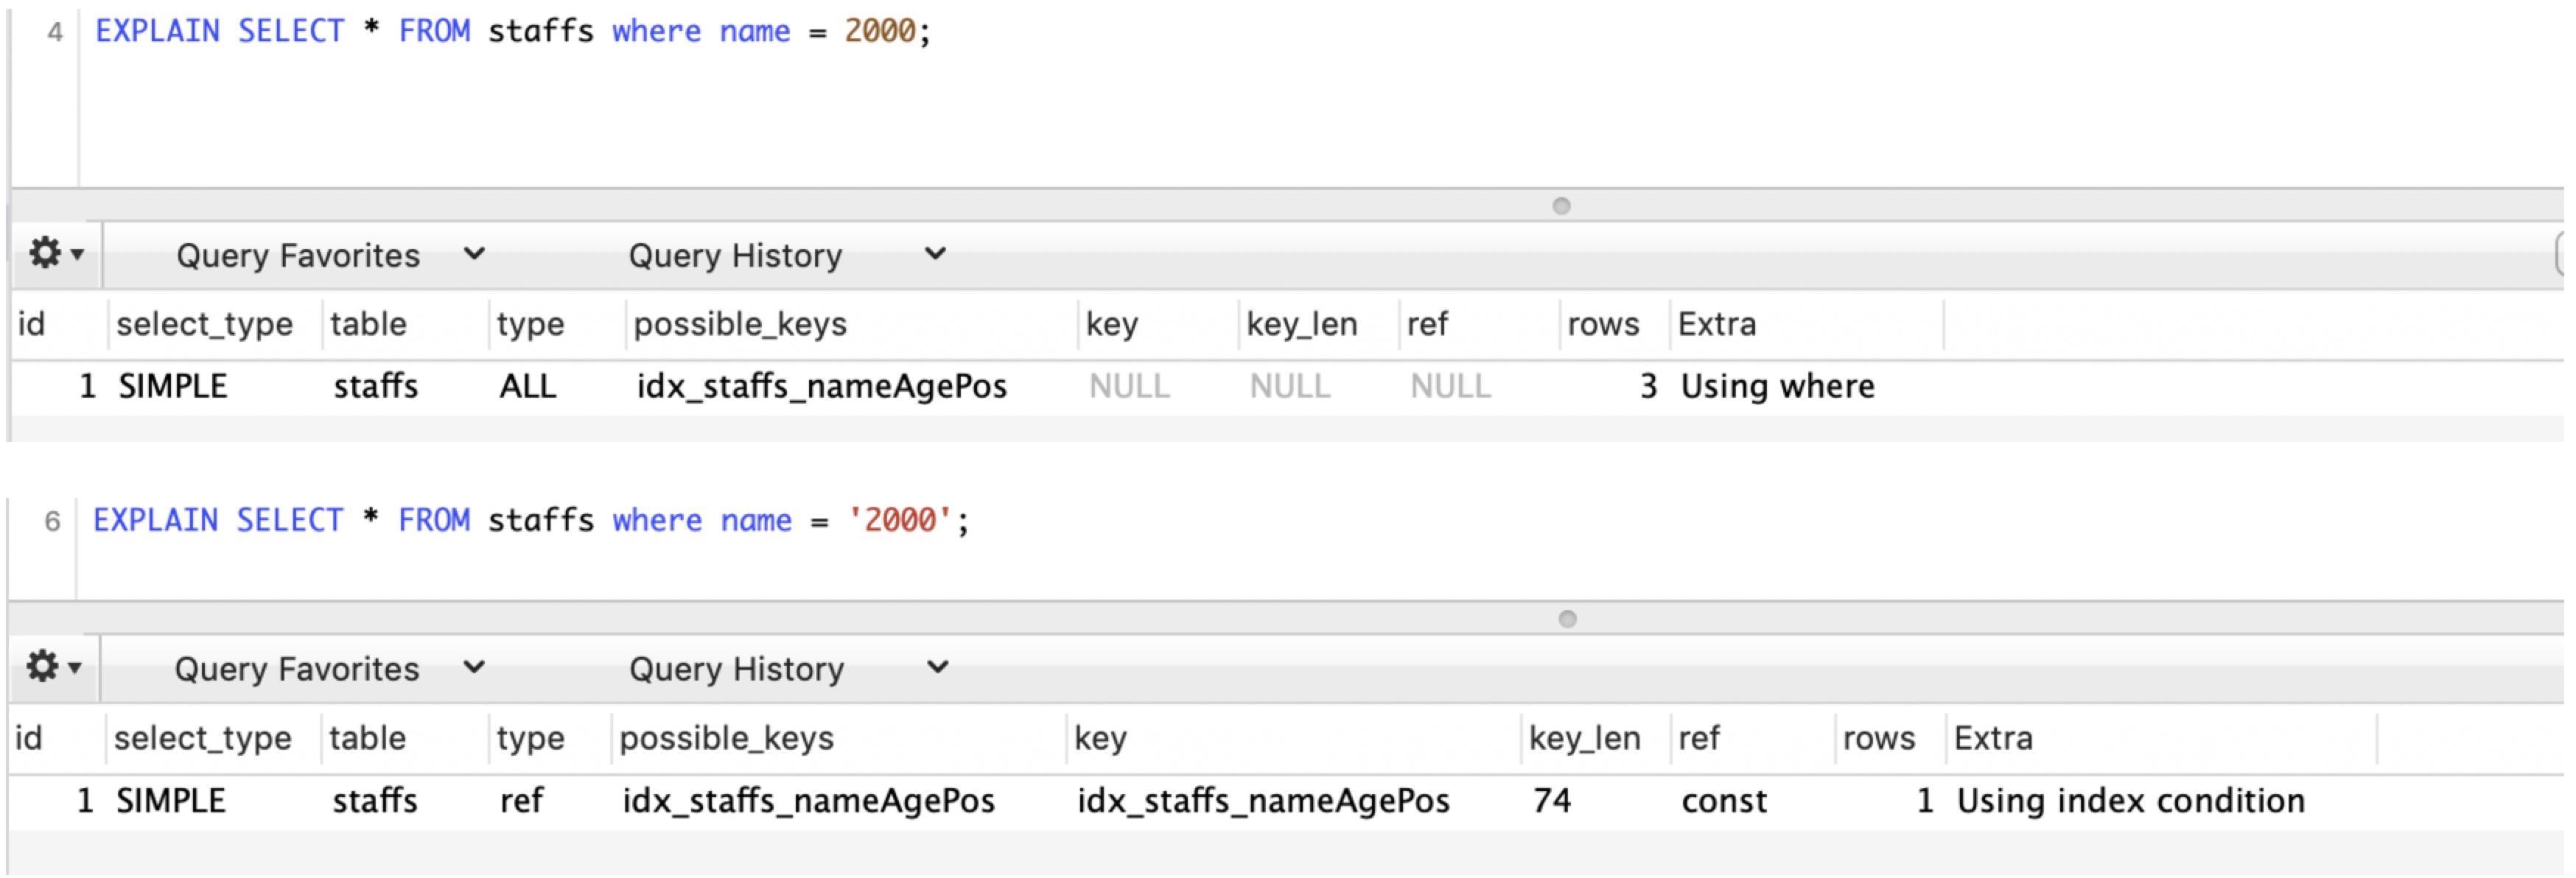 4 EXPLAIN SELECT * FROM staffs where name = 2000;
Query Favorites Query History
id select_type table type possible_keys key key_len ref rows Extra
1 SIMPLE staffs ALL idx_staffs_nameAgePos NULL NULL NULL 3 Using where
6 EXPLAIN SELECT * FROM staffs where name = '2000';
Query Favorites Query History
id select_type table type possible_keys key key_len ref rows Extra
1 SIMPLE staffs ref idx_staffs_nameAgePos idx_staffs_nameAgePos 74 const 1 Using index condition